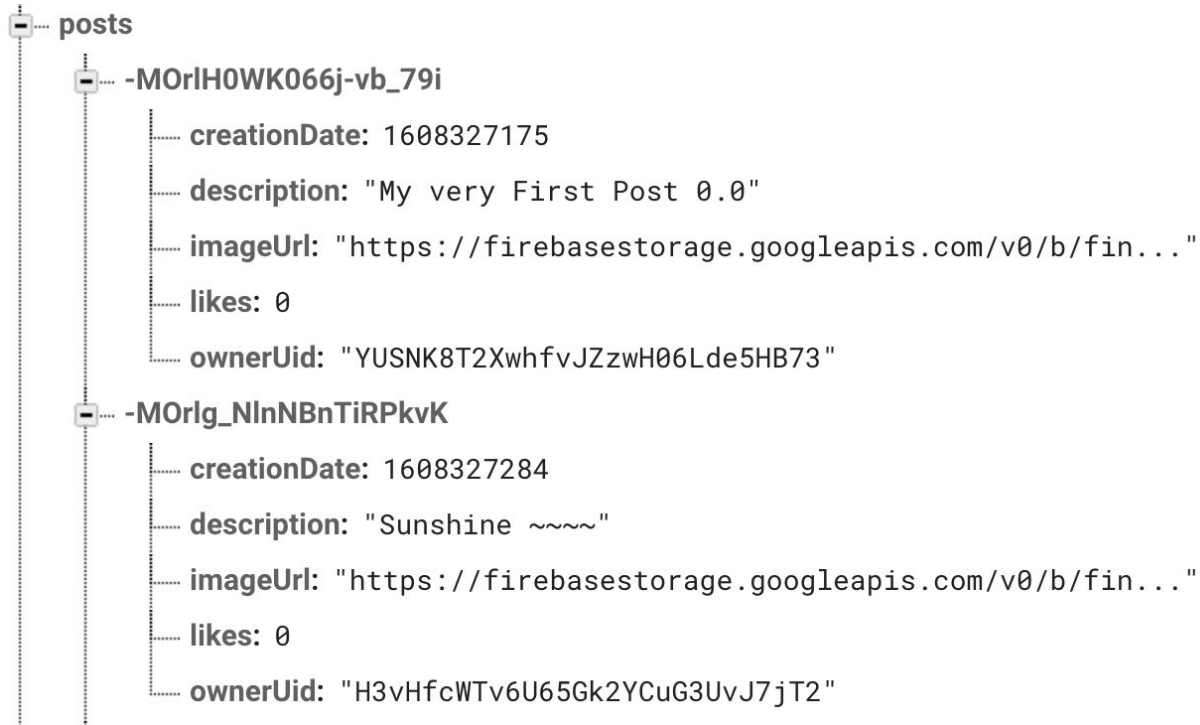 posts
-MOrlH0WK066j-vb_79i
creationDate: 1608327175
description: "My very First Post 0.0"
imageUrl: "https://firebasestorage.googleapis.com/v0/b/fin..."
likes: 0
ownerUid: "YUSNK8T2XwhfvJZzwH06Lde5HB73"
-MOrlg_NlnNBnTiRPkvK
creationDate: 1608327284
description: "Sunshine ~~~~"
imageUrl: "https://firebasestorage.googleapis.com/v0/b/fin..."
likes: 0
ownerUid: "H3vHfcWTv6U65Gk2YCuG3UvJ7jT2"